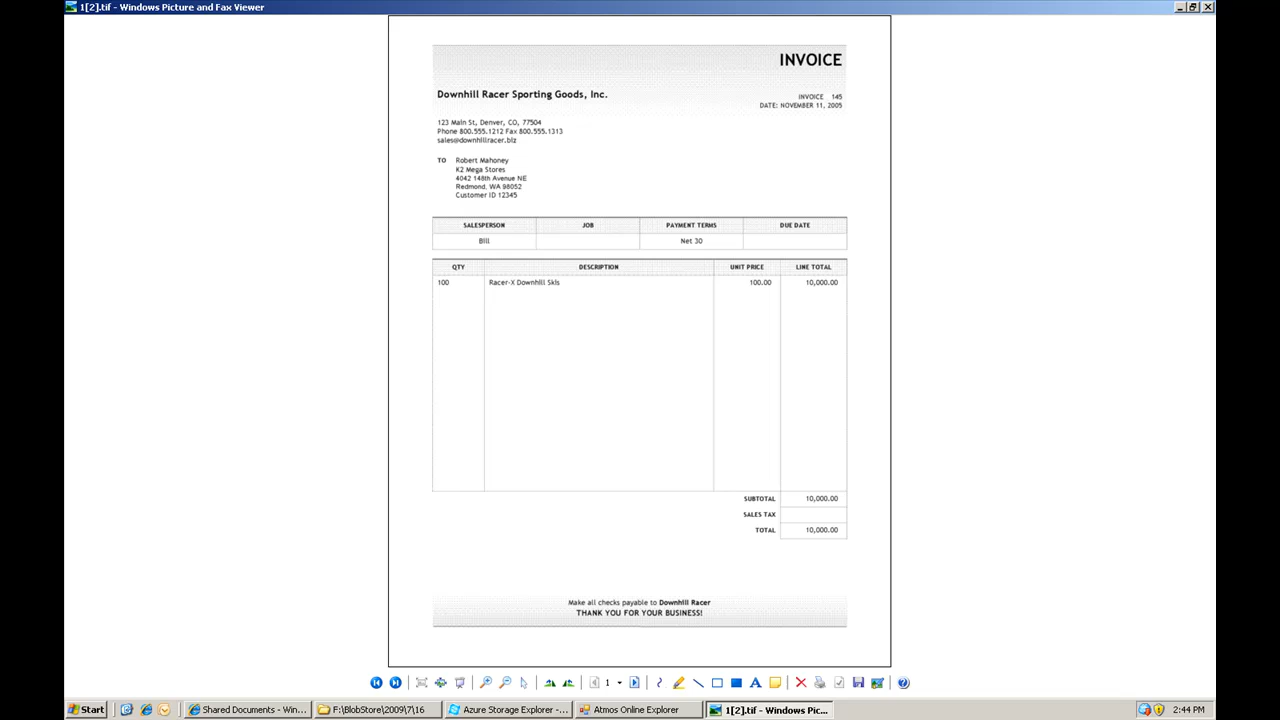 1[2].tif - Windows Picture and Fax Viewer
INVOICE
Downhill Racer Sporting Goods, Inc.
INVOICE 145
DATE: NOVEMBER 11, 2005
123 Main St, Denver, CO, 77504
Phone 800.555.1212 Fax 800.555.1313
sales@downhillracer.biz
TO Robert Mahoney
K2 Mega Stores
4042 148th Avenue NE
Redmond, WA 98052
Customer ID 12345
SALESPERSON JOB PAYMENT TERMS DUE DATE
Bill Net 30
QTY DESCRIPTION UNIT PRICE LINE TOTAL
100 Racer-X Downhill Skis 100.00 10,000.00
SUBTOTAL 10,000.00
SALES TAX
TOTAL 10,000.00
Make all checks payable to Downhill Racer
THANK YOU FOR YOUR BUSINESS!
1
Start Shared Documents - Win... F:\BlobStore\2009\7\16 Azure Storage Explorer -... Atmos Online Explorer 1[2].tif - Windows Pic... 2:44 PM